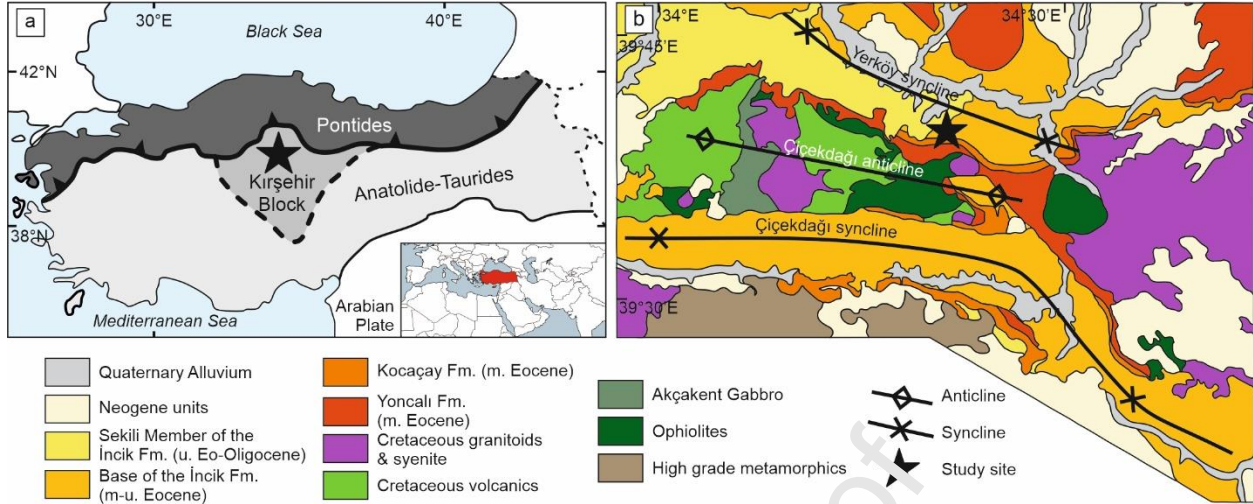 a
30°E
40°E
Black Sea
42°N
Pontides
Kırşehir
Block
Anatolide-Taurides
38°N
Mediterranean Sea
Arabian
Plate
b
34°E
34°30'E
39°45'E
Yerköy syncline
Çiçekdağı anticline
Çiçekdağı syncline
39°30'E
Quaternary Alluvium
Neogene units
Sekili Member of the
İncik Fm. (u. Eo-Oligocene)
Base of the İncik Fm.
(m-u. Eocene)
Kocaçay Fm. (m. Eocene)
Yoncalı Fm.
(m. Eocene)
Cretaceous granitoids
& syenite
Cretaceous volcanics
Akçakent Gabbro
Ophiolites
High grade metamorphics
Anticline
Syncline
Study site